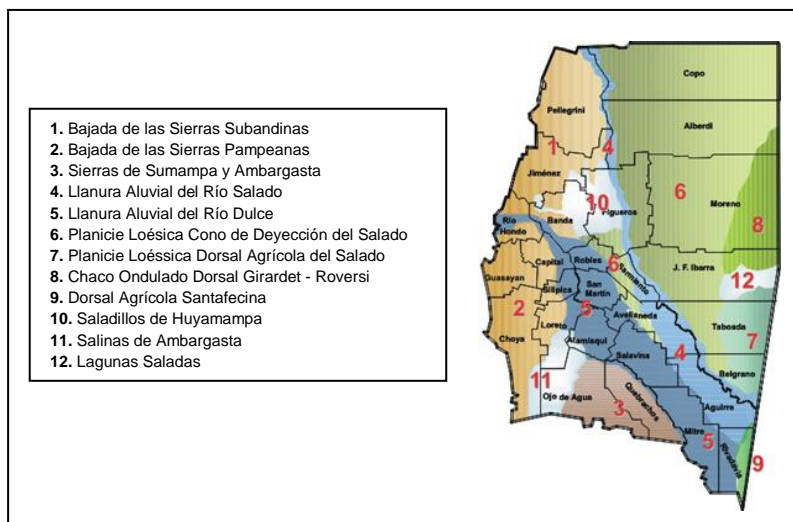 1. Bajada de las Sierras Subandinas
2. Bajada de las Sierras Pampeanas
3. Sierras de Sumampa y Ambargasta
4. Llanura Aluvial del Río Salado
5. Llanura Aluvial del Río Dulce
6. Planicie Loésica Cono de Deyección del Salado
7. Planicie Loéssica Dorsal Agrícola del Salado
8. Chaco Ondulado Dorsal Girardet - Roversi
9. Dorsal Agrícola Santafecina
10. Saladillos de Huyamampa
11. Salinas de Ambargasta
12. Lagunas Saladas
Copo
Pellegrini
Alberdi
1
4
Jiménez
6
10
Figueroa
Moreno
8
Banda
Río
Hondo
Capital
Robles
6
Sarmiento
J. F. Ibarra
12
Guasayan
Silípica
San
Martín
2
5
Avellaneda
Taboada
7
Choya
Loreto
Atamisqui
Salavina
4
Belgrano
11
Ojo de Agua
3
Quebrachos
Aguirre
Mitre
5
Rivadavia
9